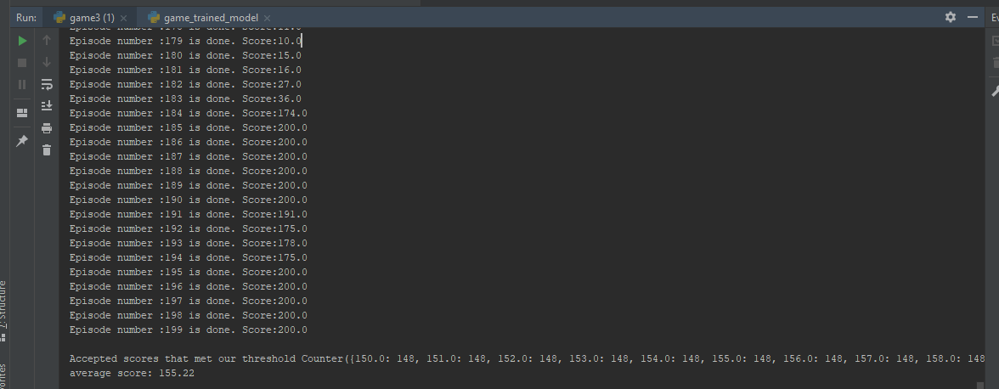 Run: game3 (1) × game_trained_model ×
Episode number :179 is done. Score:10.0
Episode number :180 is done. Score:15.0
Episode number :181 is done. Score:16.0
Episode number :182 is done. Score:27.0
Episode number :183 is done. Score:36.0
Episode number :184 is done. Score:174.0
Episode number :185 is done. Score:200.0
Episode number :186 is done. Score:200.0
Episode number :187 is done. Score:200.0
Episode number :188 is done. Score:200.0
Episode number :189 is done. Score:200.0
Episode number :190 is done. Score:200.0
Episode number :191 is done. Score:191.0
Episode number :192 is done. Score:175.0
Episode number :193 is done. Score:178.0
Episode number :194 is done. Score:175.0
Episode number :195 is done. Score:200.0
Episode number :196 is done. Score:200.0
Episode number :197 is done. Score:200.0
Episode number :198 is done. Score:200.0
Episode number :199 is done. Score:200.0
Accepted scores that met our threshold Counter({150.0: 148, 151.0: 148, 152.0: 148, 153.0: 148, 154.0: 148, 155.0: 148, 156.0: 148, 157.0: 148, 158.0: 148
average score: 155.22
7: Structure